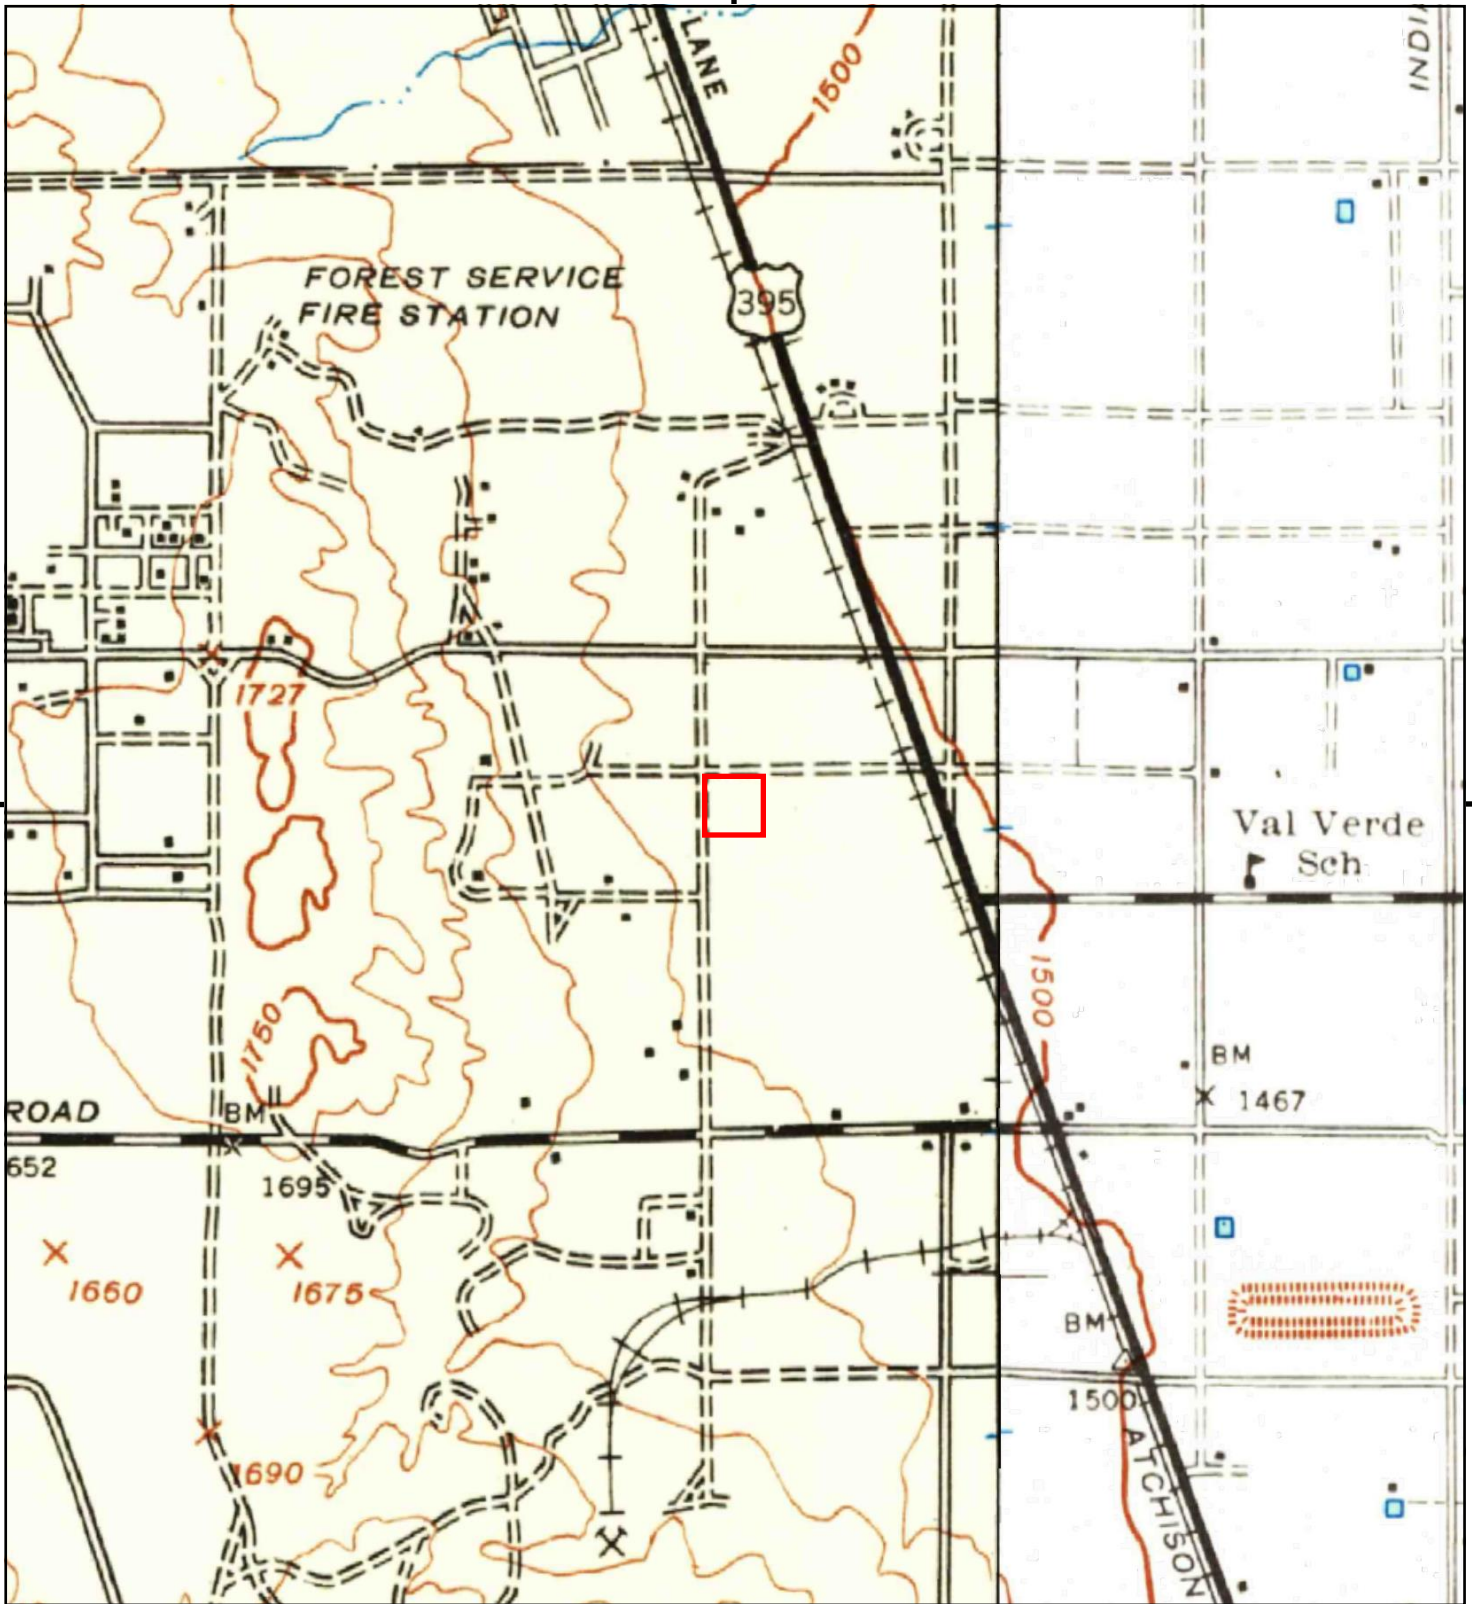 LANE
1500
INDI
FOREST SERVICE
FIRE STATION
395
1727
Val Verde
Sch
1500
1750
BM
1467
ROAD
BM
652
1695
1660
1675
BM
1500
ATCHISON
1690